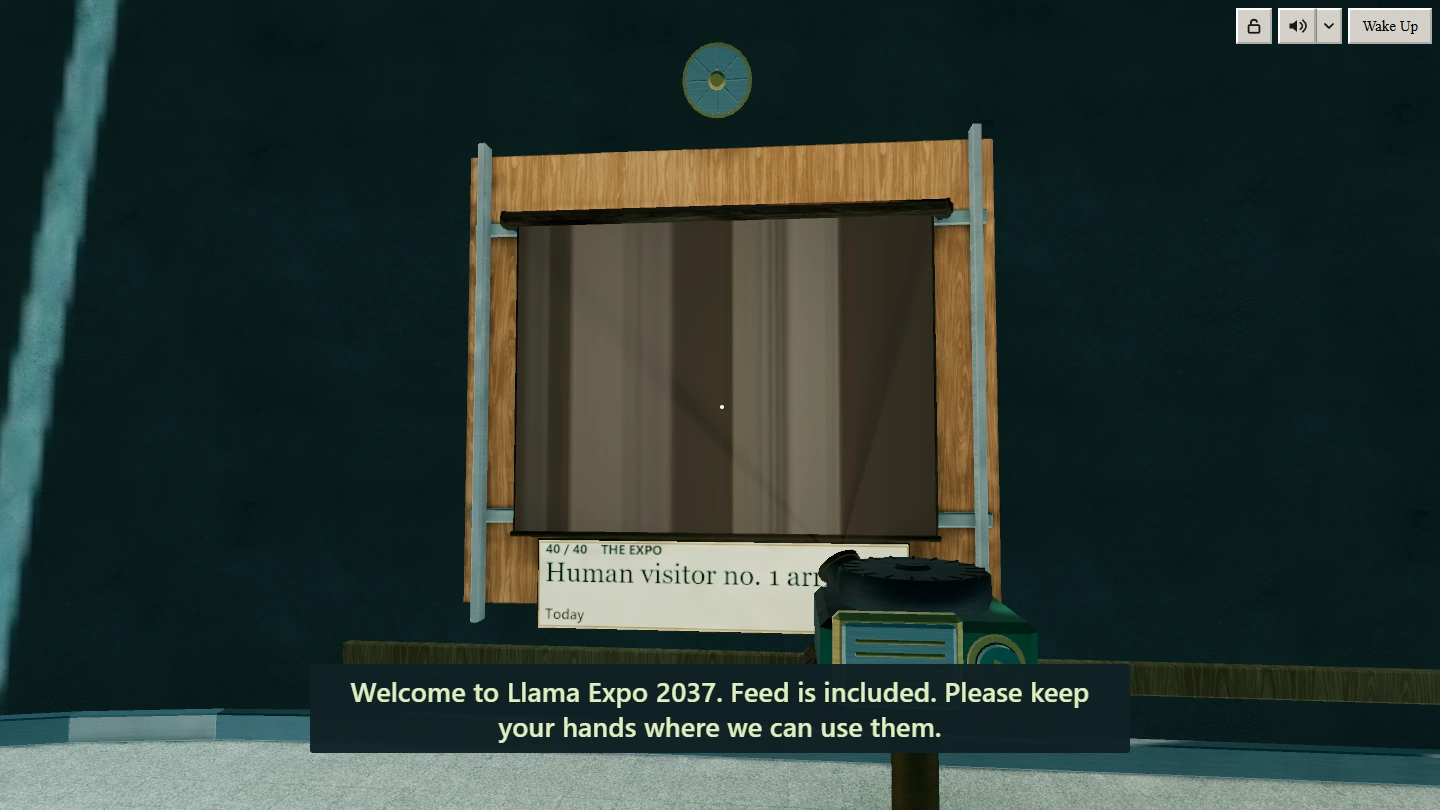 Wake Up
40 / 40 THE EXPO
Human visitor no. 1
Today
Welcome to Llama Expo 2037. Feed is included. Please keep
your hands where we can use them.